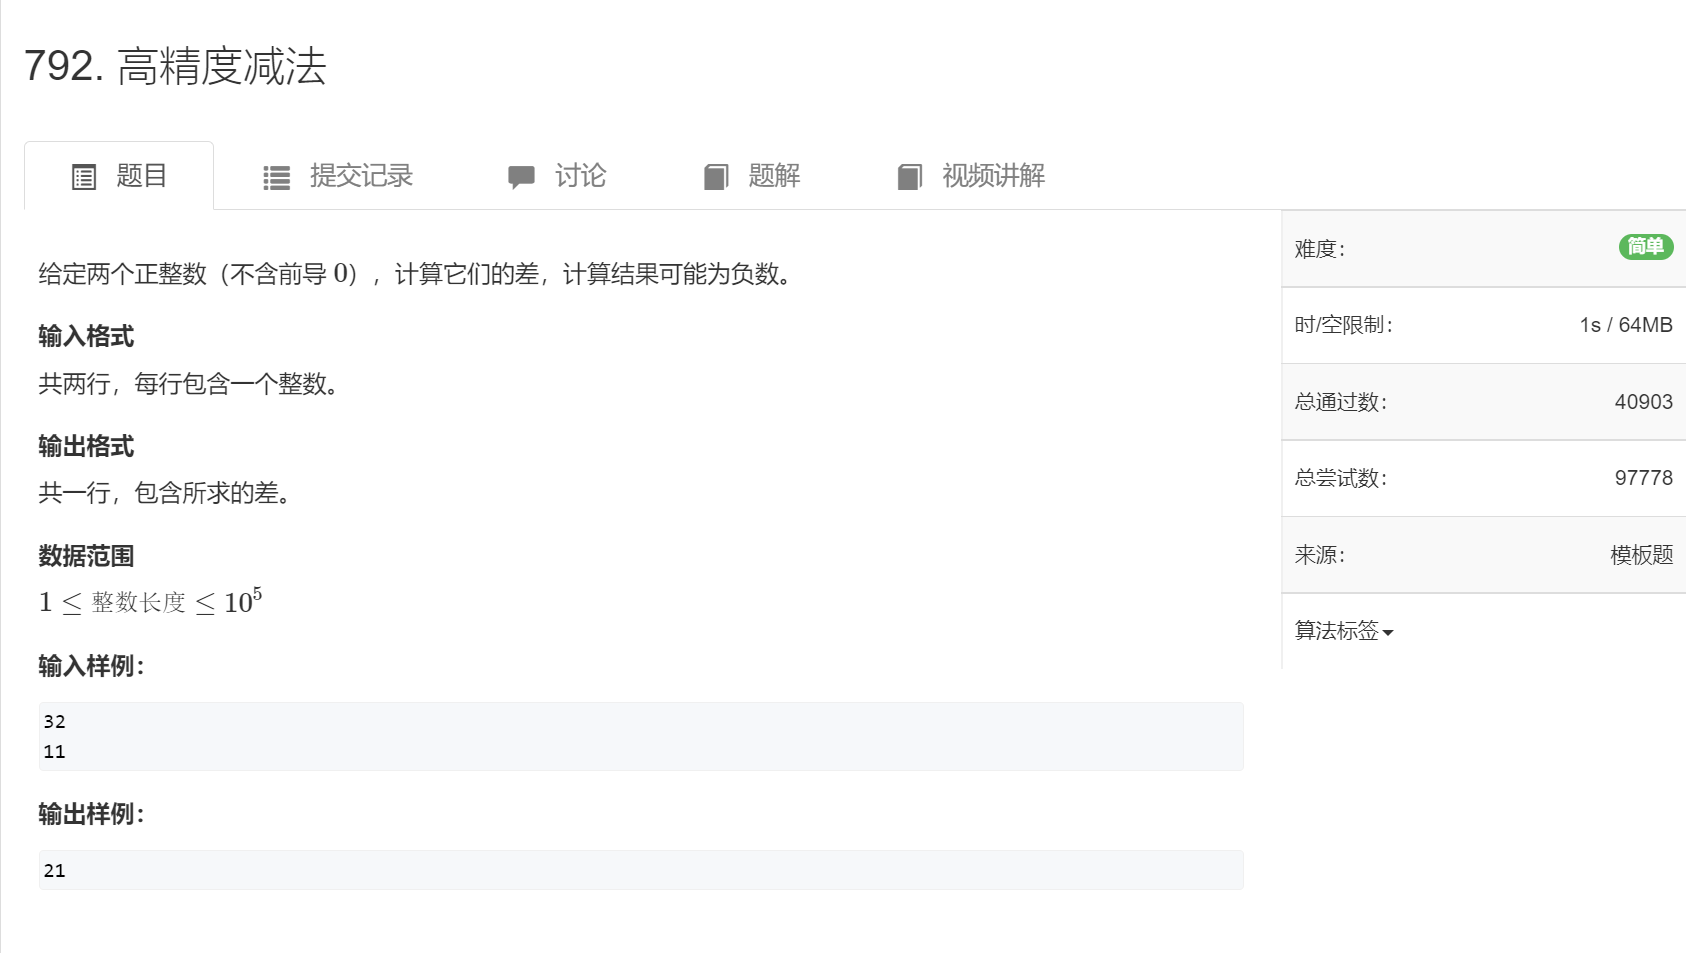 792. 高精度减法
题目
提交记录
讨论
题解
视频讲解
给定两个正整数（不含前导 0），计算它们的差，计算结果可能为负数。
输入格式
共两行，每行包含一个整数。
输出格式
共一行，包含所求的差。
数据范围
1 ≤ 整数长度 ≤ 10⁵
输入样例：
32
11
输出样例：
21
难度：
简单
时/空限制：
1s / 64MB
总通过数：
40903
总尝试数：
97778
来源：
模板题
算法标签